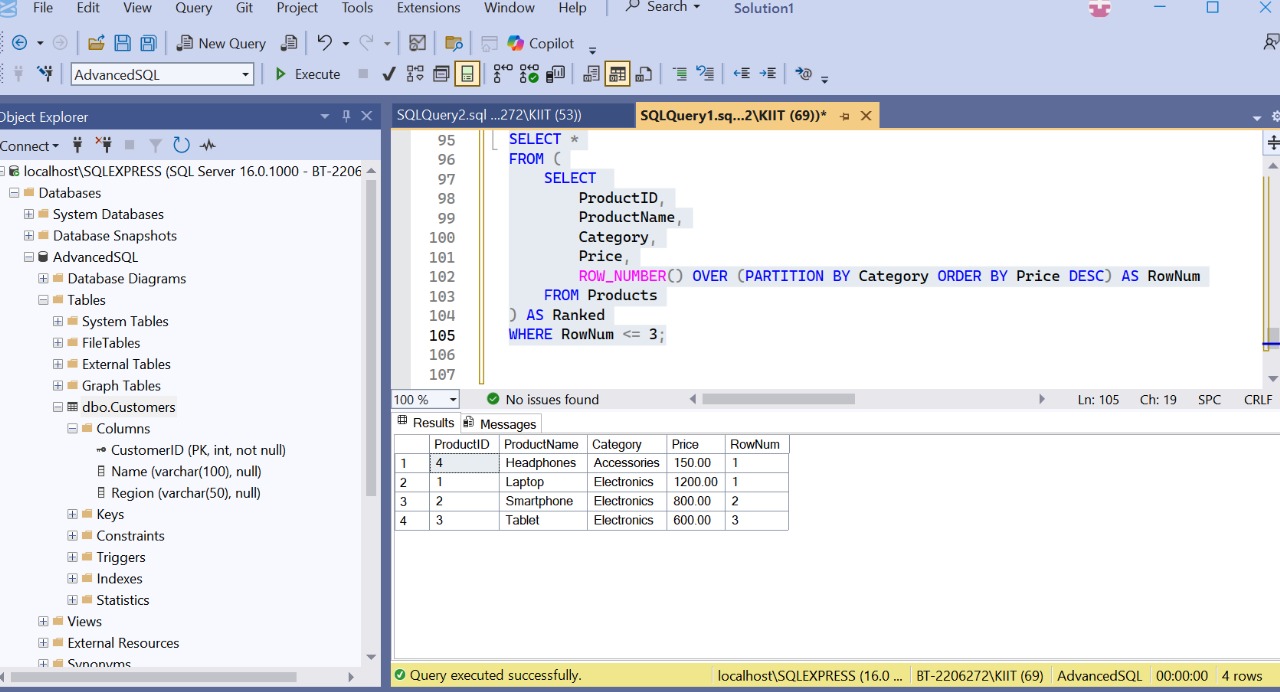 File Edit View Query Git Project Tools Extensions Window Help Search Solution1
New Query Copilot
AdvancedSQL Execute
Object Explorer
Connect
localhost\SQLEXPRESS (SQL Server 16.0.1000 - BT-2206
Databases
System Databases
Database Snapshots
AdvancedSQL
Database Diagrams
Tables
System Tables
FileTables
External Tables
Graph Tables
dbo.Customers
Columns
CustomerID (PK, int, not null)
Name (varchar(100), null)
Region (varchar(50), null)
Keys
Constraints
Triggers
Indexes
Statistics
Views
External Resources
Synonyms
SQLQuery2.sql ...272\KIIT (53)) SQLQuery1.sq...2\KIIT (69))*
95 SELECT *
96 FROM (
97 SELECT
98 ProductID,
99 ProductName,
100 Category,
101 Price,
102 ROW_NUMBER() OVER (PARTITION BY Category ORDER BY Price DESC) AS RowNum
103 FROM Products
104 ) AS Ranked
105 WHERE RowNum <= 3;
106
107
100 % No issues found Ln: 105 Ch: 19 SPC CRLF
Results Messages
ProductID ProductName Category Price RowNum
1 4 Headphones Accessories 150.00 1
2 1 Laptop Electronics 1200.00 1
3 2 Smartphone Electronics 800.00 2
4 3 Tablet Electronics 600.00 3
Query executed successfully. localhost\SQLEXPRESS (16.0 ... BT-2206272\KIIT (69) AdvancedSQL 00:00:00 4 rows